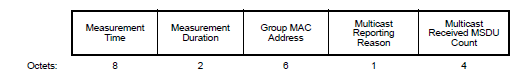 Measurement Time
Measurement Duration
Group MAC Address
Multicast Reporting Reason
Multicast Received MSDU Count
Octets: 8 2 6 1 4